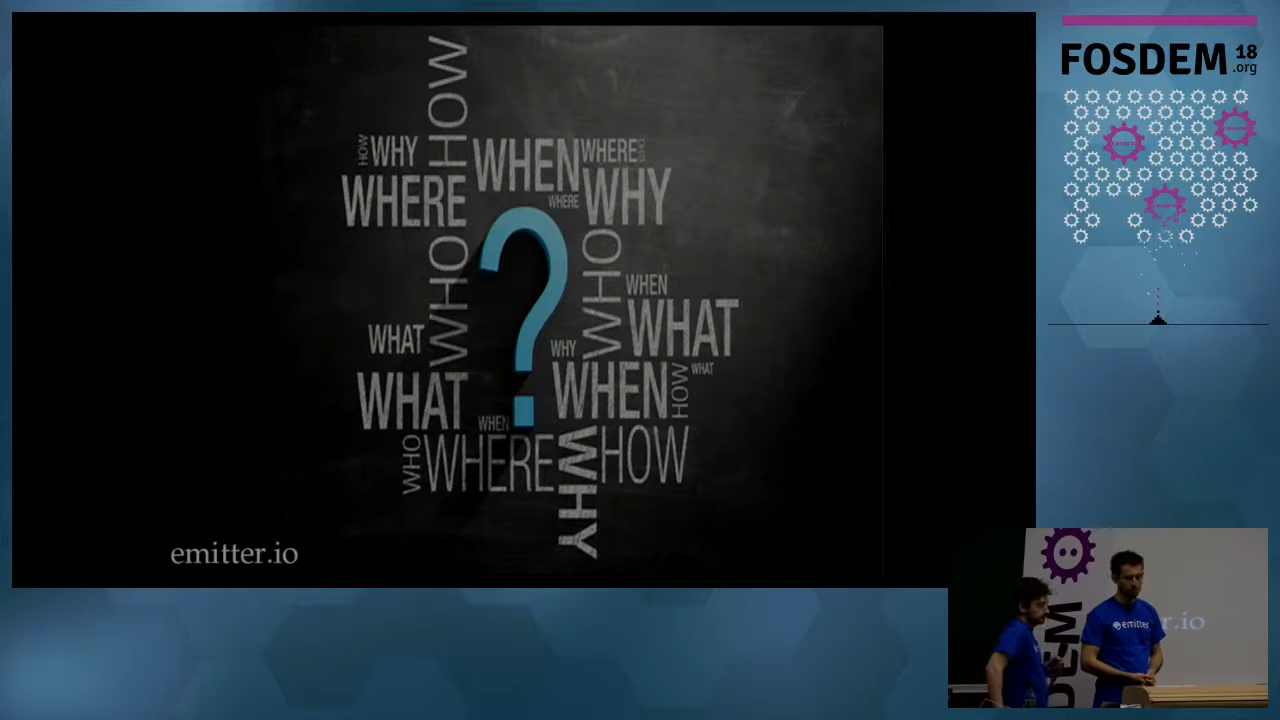 HOW
HOW WHY WHEN WHERE
WHERE WHERE WHY
WHO WHO WHEN
WHAT WHY WHAT
WHAT WHEN HOW WHAT
WHEN
WHO WHERE WHY HOW
emitter.io
FOSDEM 18
.org
emitter r.io